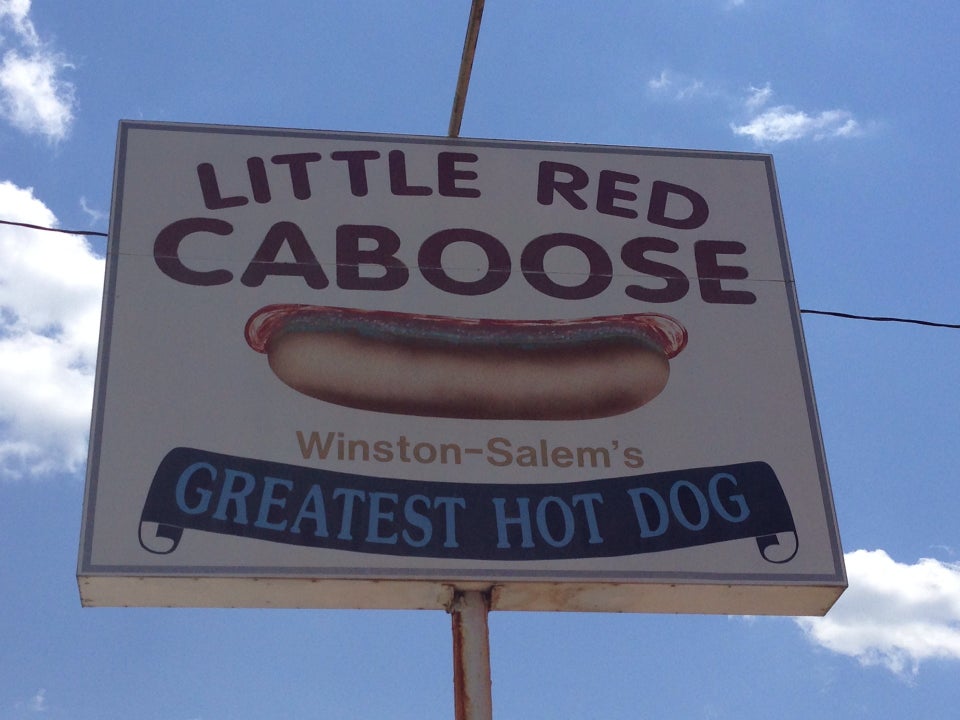 LITTLE RED
CABOOSE
Winston-Salem's
GREATEST HOT DOG